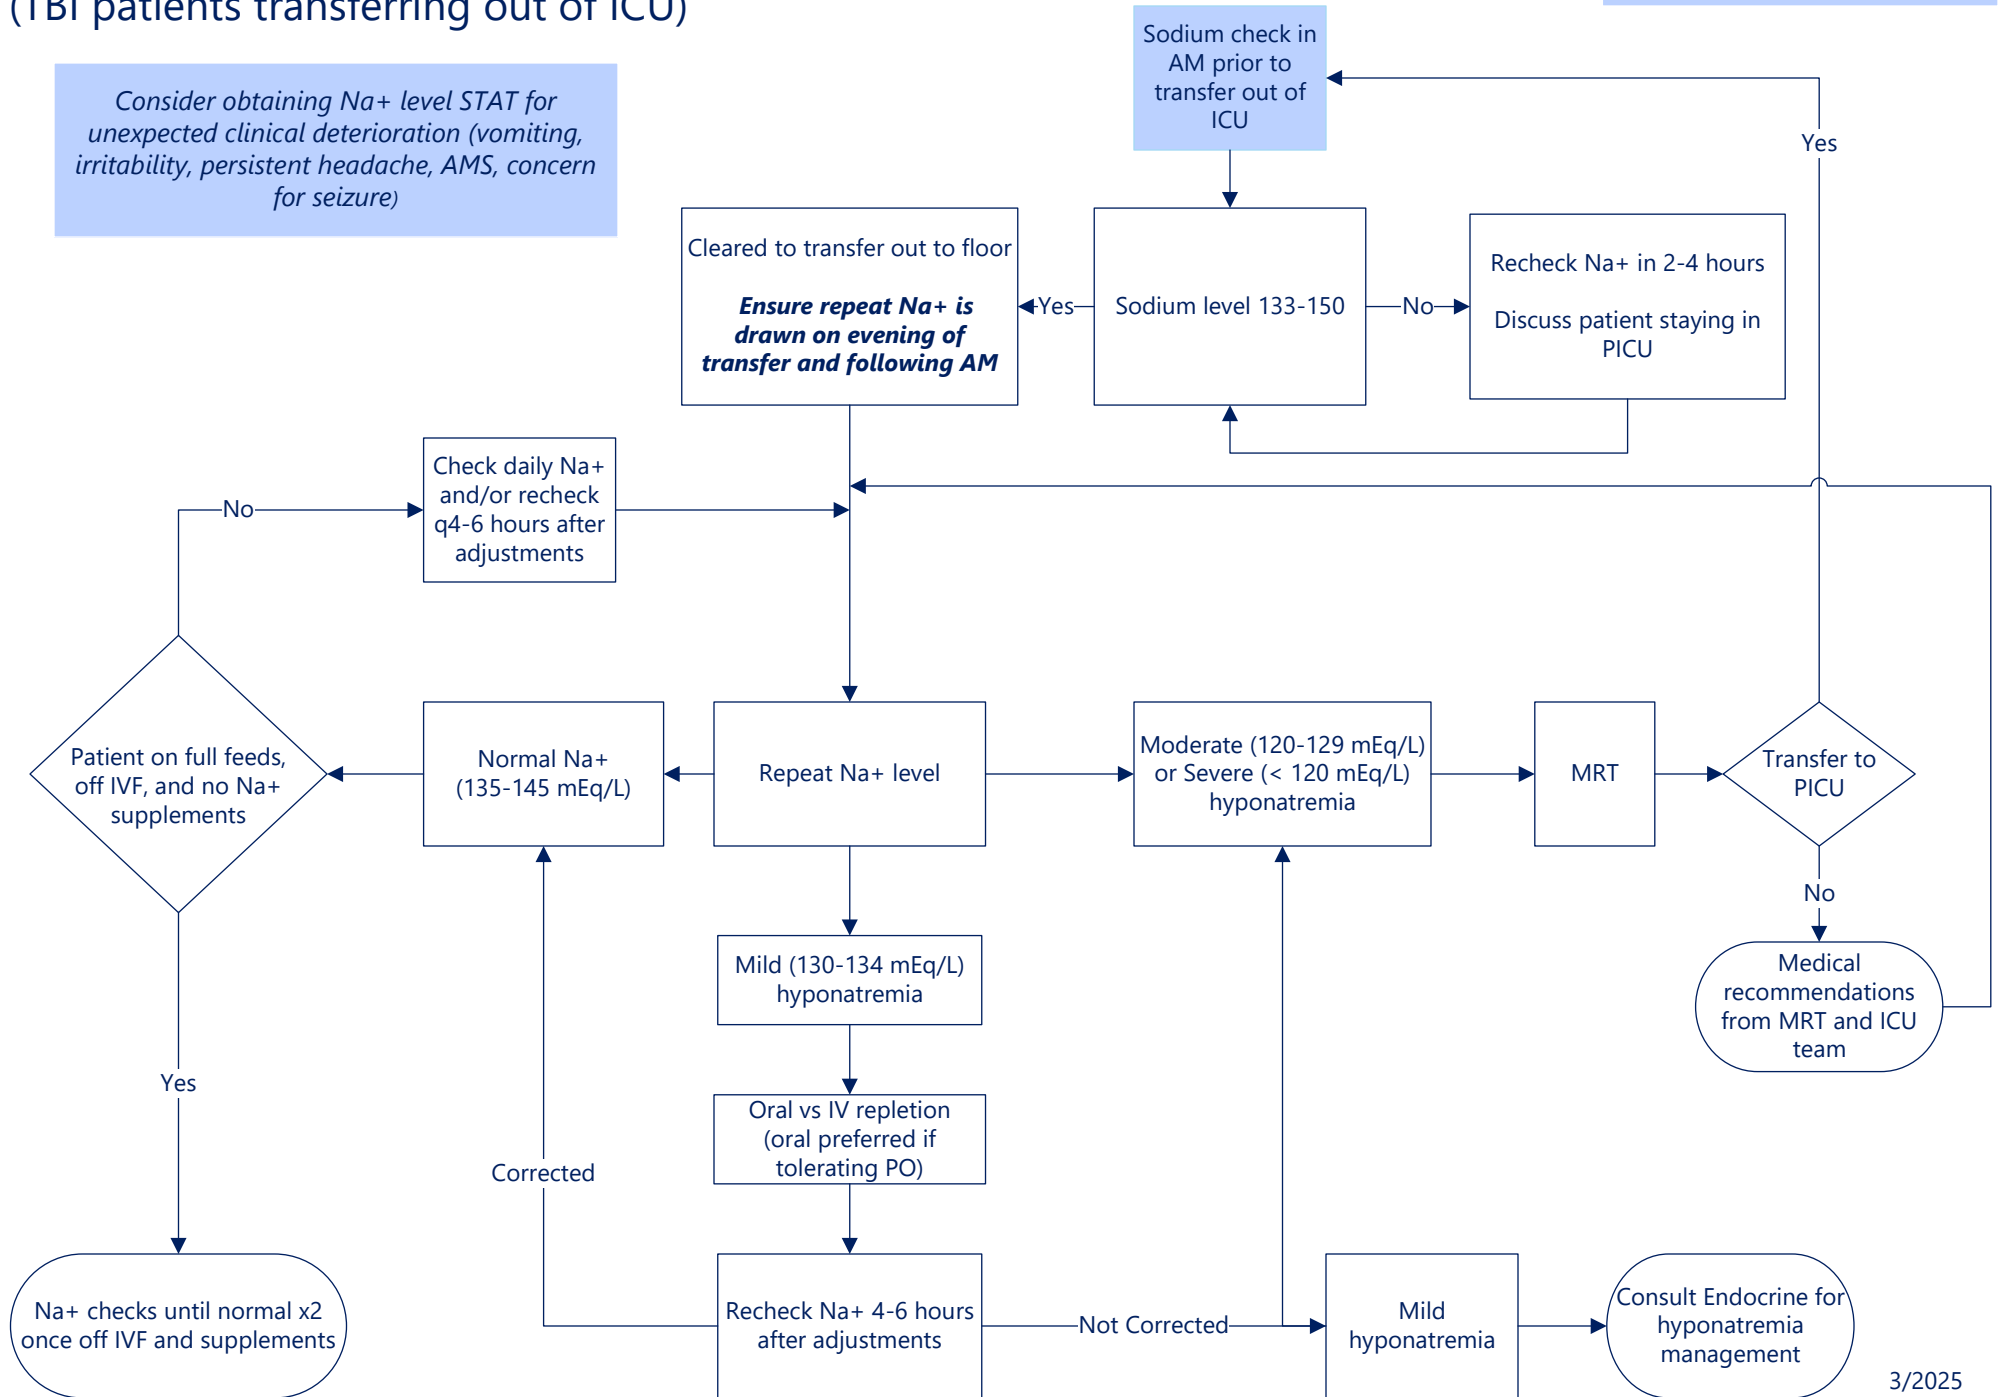 (TBI patients transferring out of ICU)
Consider obtaining Na+ level STAT for
unexpected clinical deterioration (vomiting,
irritability, persistent headache, AMS, concern
for seizure)
Sodium check in
AM prior to
transfer out of
ICU
Yes
Cleared to transfer out to floor
Ensure repeat Na+ is
drawn on evening of
transfer and following AM
Yes
Sodium level 133-150
No
Recheck Na+ in 2-4 hours
Discuss patient staying in
PICU
No
Check daily Na+
and/or recheck
q4-6 hours after
adjustments
Patient on full feeds,
off IVF, and no Na+
supplements
Normal Na+
(135-145 mEq/L)
Repeat Na+ level
Moderate (120-129 mEq/L)
or Severe (< 120 mEq/L)
hyponatremia
MRT
Transfer to
PICU
No
Mild (130-134 mEq/L)
hyponatremia
Medical
recommendations
from MRT and ICU
team
Yes
Oral vs IV repletion
(oral preferred if
tolerating PO)
Corrected
Na+ checks until normal x2
once off IVF and supplements
Recheck Na+ 4-6 hours
after adjustments
Not Corrected
Mild
hyponatremia
Consult Endocrine for
hyponatremia
management
3/2025